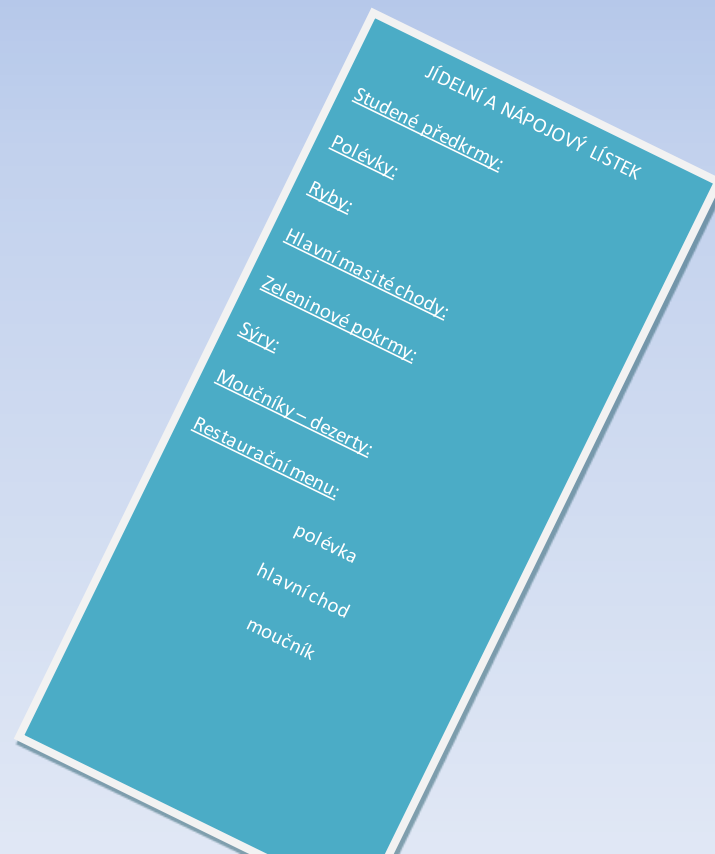 JÍDELNÍ A NÁPOJOVÝ LÍSTEK
Studené předkrmy:
Polévky:
Ryby:
Hlavní masité chody:
Zeleninové pokrmy:
Sýry:
Moučníky – dezerty:
Restaurační menu:
polévka
hlavní chod
moučník